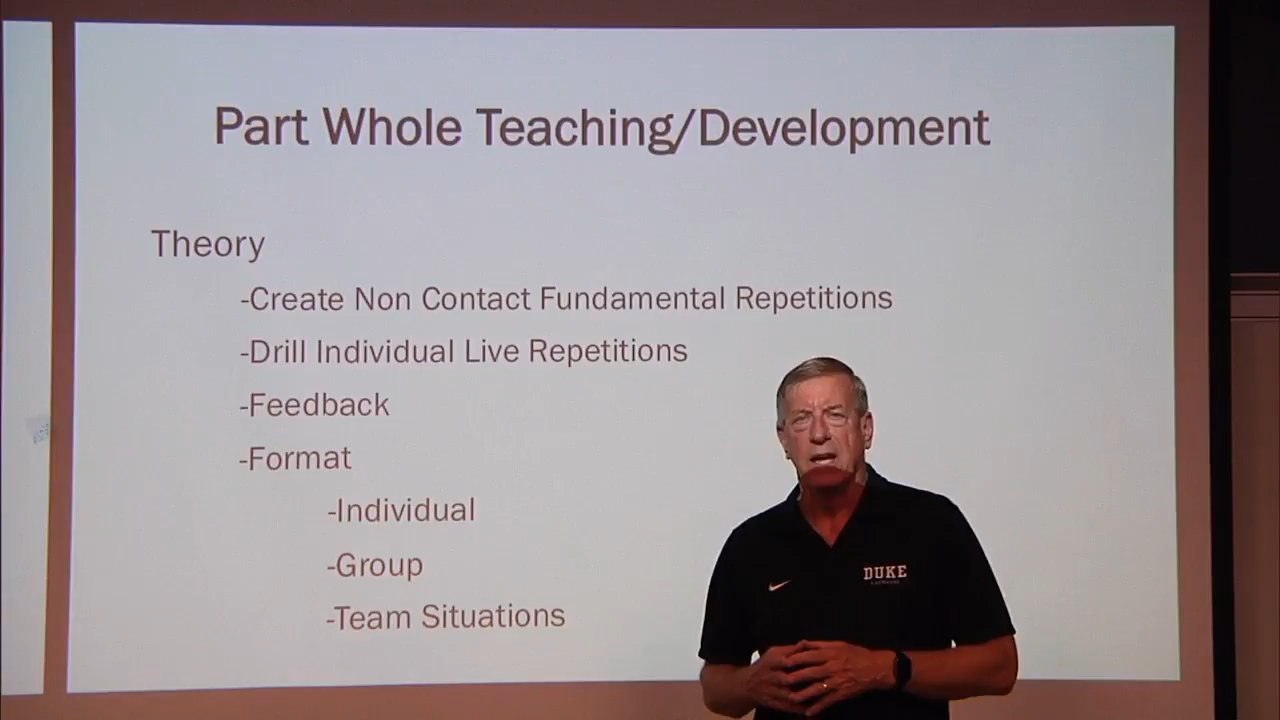 Part Whole Teaching/Development
Theory
-Create Non Contact Fundamental Repetitions
-Drill Individual Live Repetitions
-Feedback
-Format
-Individual
-Group
-Team Situations
DUKE
LACROSSE